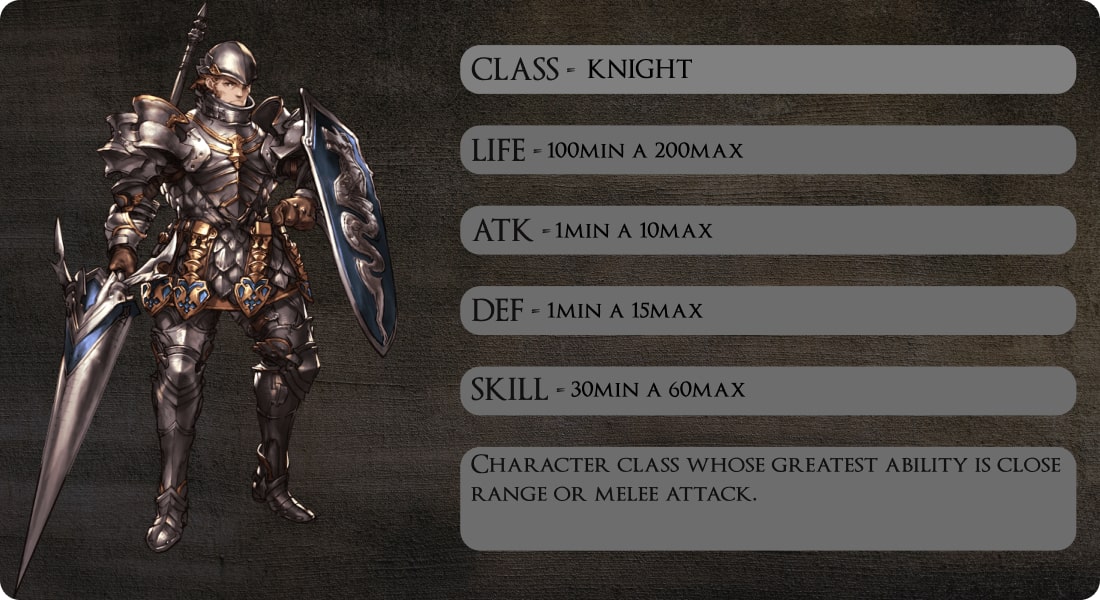 CLASS - KNIGHT
LIFE - 100MIN A 200MAX
ATK - 1MIN A 10MAX
DEF - 1MIN A 15MAX
SKILL - 30MIN A 60MAX
CHARACTER CLASS WHOSE GREATEST ABILITY IS CLOSE
RANGE OR MELEE ATTACK.